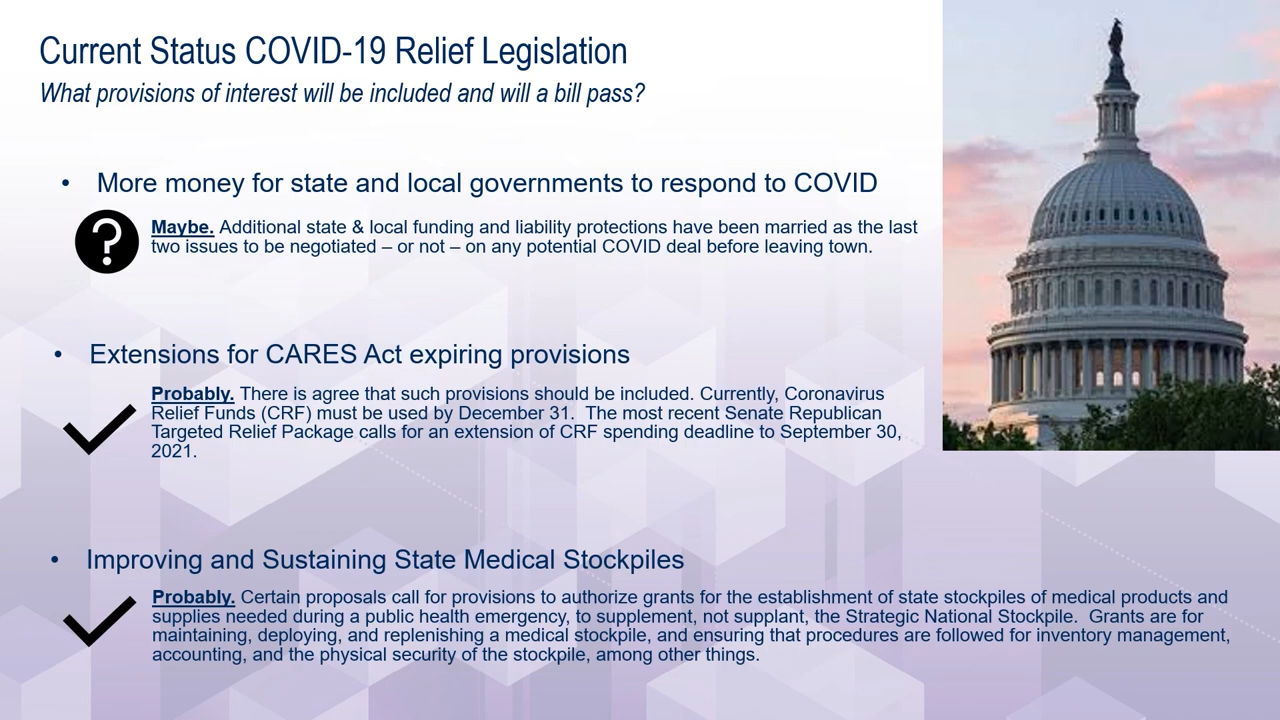 Current Status COVID-19 Relief Legislation
What provisions of interest will be included and will a bill pass?
• More money for state and local governments to respond to COVID
?
Maybe. Additional state & local funding and liability protections have been married as the last
two issues to be negotiated – or not – on any potential COVID deal before leaving town.
• Extensions for CARES Act expiring provisions
Probably. There is agree that such provisions should be included. Currently, Coronavirus
Relief Funds (CRF) must be used by December 31.  The most recent Senate Republican
Targeted Relief Package calls for an extension of CRF spending deadline to September 30,
2021.
• Improving and Sustaining State Medical Stockpiles
Probably. Certain proposals call for provisions to authorize grants for the establishment of state stockpiles of medical products and
supplies needed during a public health emergency, to supplement, not supplant, the Strategic National Stockpile.  Grants are for
maintaining, deploying, and replenishing a medical stockpile, and ensuring that procedures are followed for inventory management,
accounting, and the physical security of the stockpile, among other things.